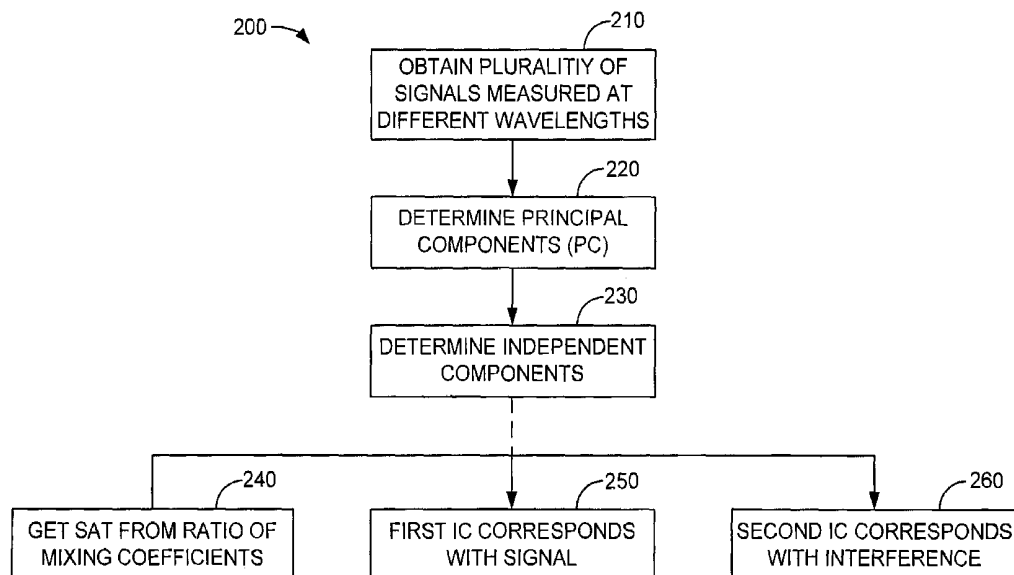 200
210
OBTAIN PLURALITIY OF
SIGNALS MEASURED AT
DIFFERENT WAVELENGTHS
220
DETERMINE PRINCIPAL
COMPONENTS (PC)
230
DETERMINE INDEPENDENT
COMPONENTS
240
GET SAT FROM RATIO OF
MIXING COEFFICIENTS
250
FIRST IC CORRESPONDS
WITH SIGNAL
260
SECOND IC CORRESPONDS
WITH INTERFERENCE